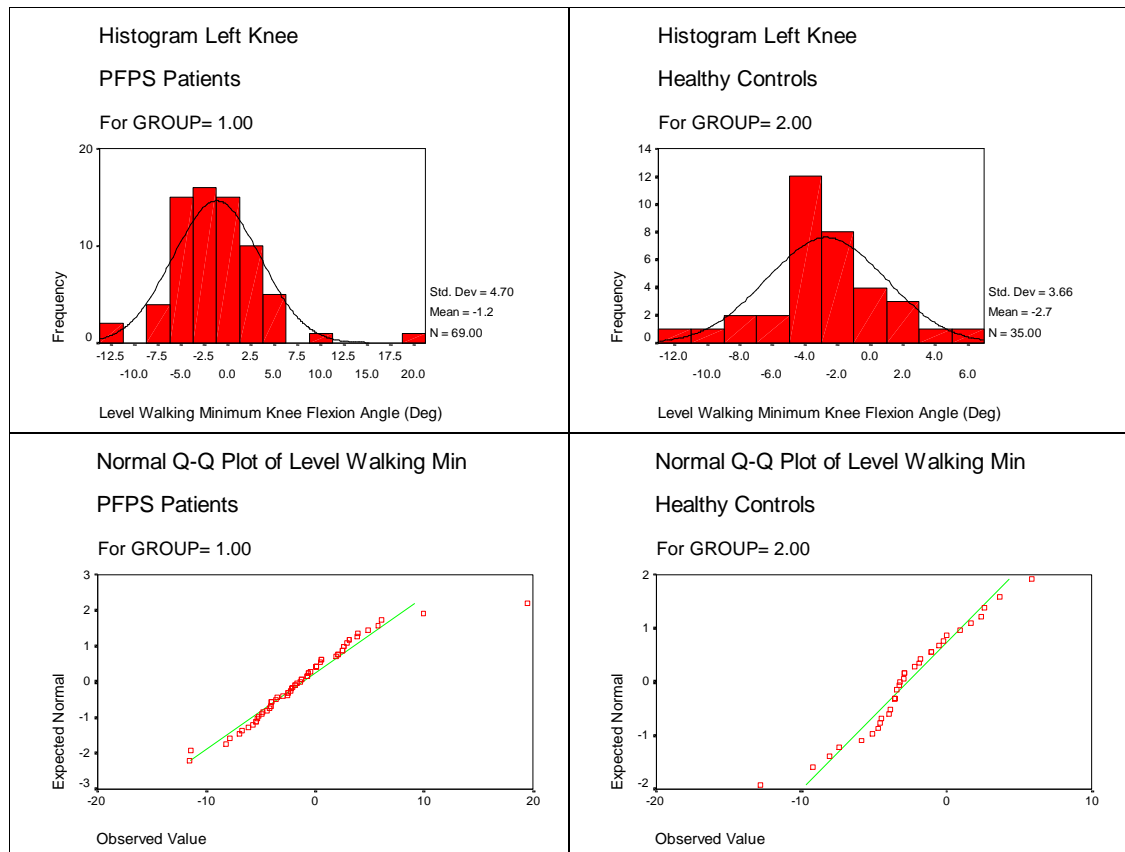 Histogram Left Knee
PFPS Patients
For GROUP= 1.00
20
10
0
Frequency
-12.5 -7.5 -2.5 2.5 7.5 12.5 17.5
-10.0 -5.0 0.0 5.0 10.0 15.0 20.0
Std. Dev = 4.70
Mean = -1.2
N = 69.00
Level Walking Minimum Knee Flexion Angle (Deg)
Histogram Left Knee
Healthy Controls
For GROUP= 2.00
14
12
10
8
6
4
2
0
Frequency
-12.0 -8.0 -4.0 0.0 4.0
-10.0 -6.0 -2.0 2.0 6.0
Std. Dev = 3.66
Mean = -2.7
N = 35.00
Level Walking Minimum Knee Flexion Angle (Deg)
Normal Q-Q Plot of Level Walking Min
PFPS Patients
For GROUP= 1.00
3
2
1
0
-1
-2
-3
Expected Normal
-20 -10 0 10 20
Observed Value
Normal Q-Q Plot of Level Walking Min
Healthy Controls
For GROUP= 2.00
2
1
0
-1
-2
Expected Normal
-20 -10 0 10
Observed Value